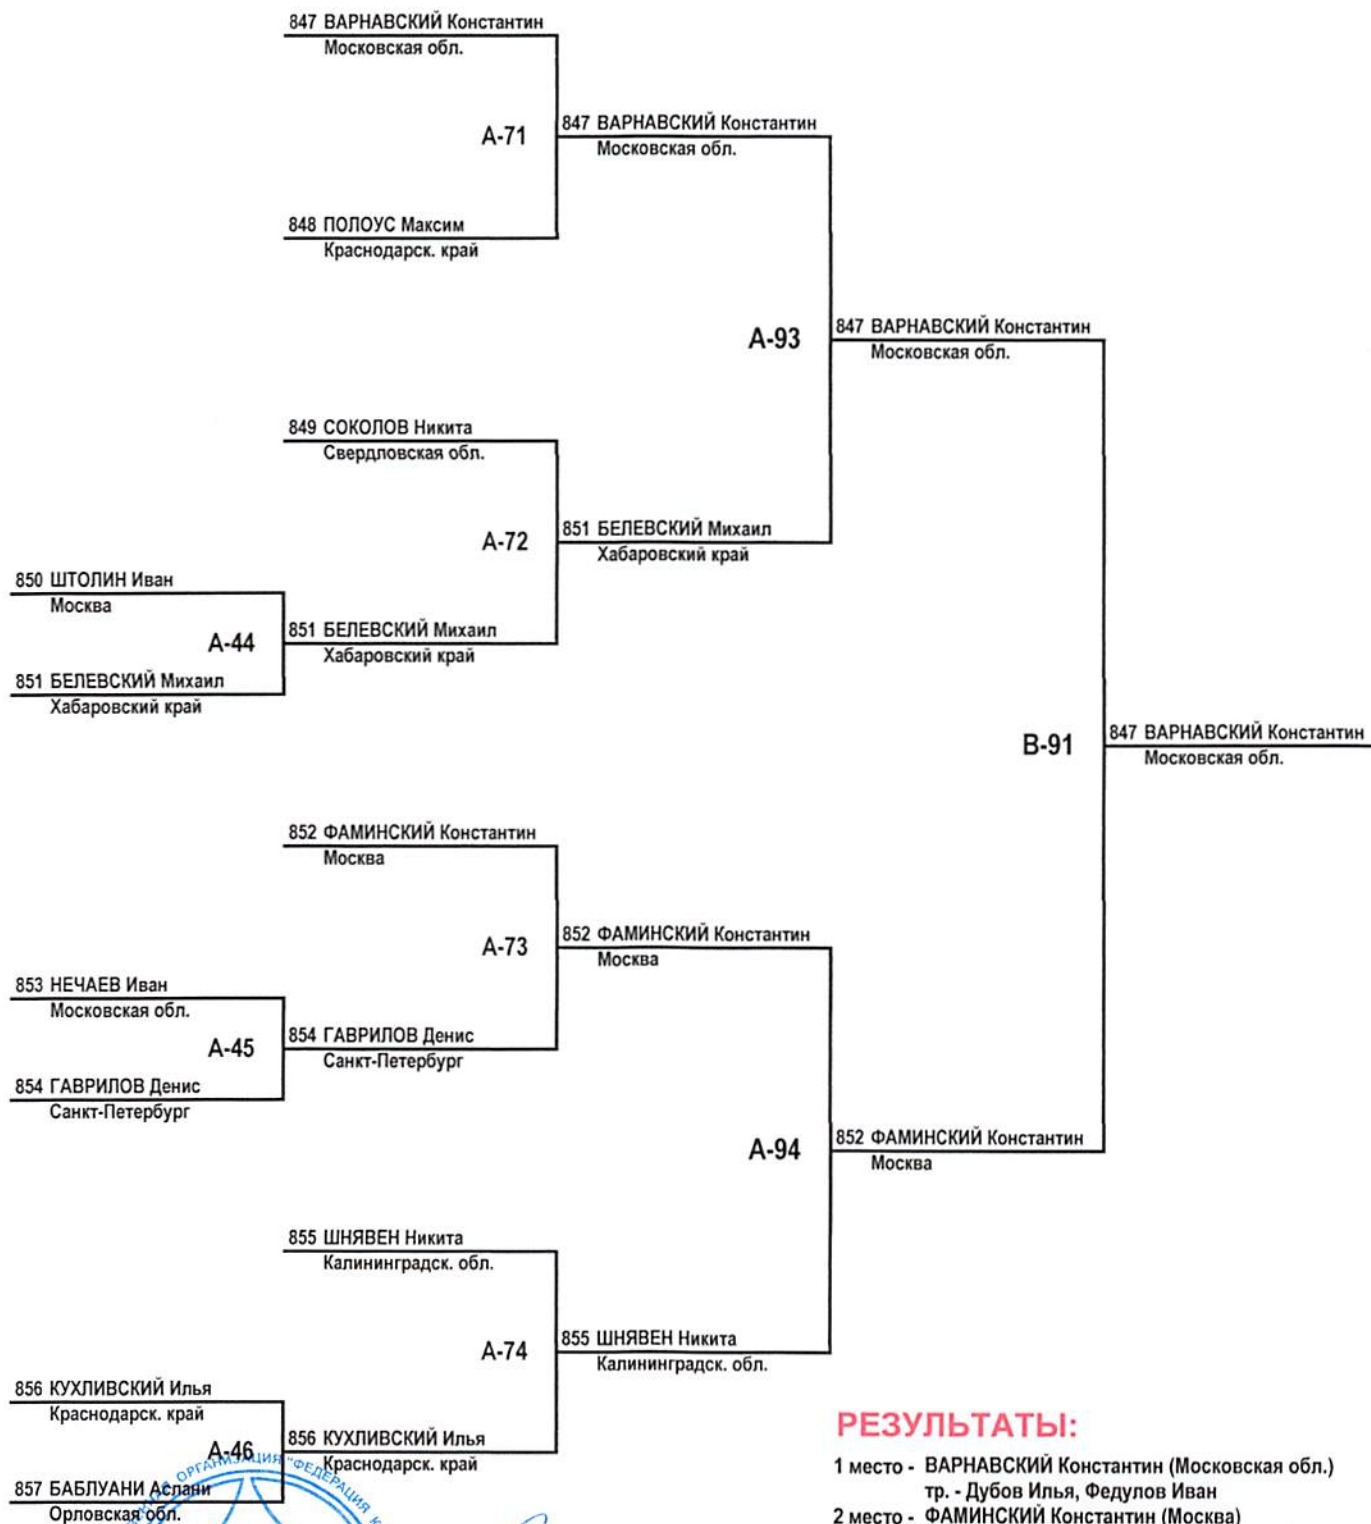 847 ВАРНАВСКИЙ Константин
Московская обл.
А-71
847 ВАРНАВСКИЙ Константин
Московская обл.
848 ПОЛОУС Максим
Краснодарск. край
А-93
847 ВАРНАВСКИЙ Константин
Московская обл.
849 СОКОЛОВ Никита
Свердловская обл.
А-72
851 БЕЛЕВСКИЙ Михаил
Хабаровский край
850 ШТОЛИН Иван
Москва
А-44
851 БЕЛЕВСКИЙ Михаил
Хабаровский край
851 БЕЛЕВСКИЙ Михаил
Хабаровский край
В-91
847 ВАРНАВСКИЙ Константин
Московская обл.
852 ФАМИНСКИЙ Константин
Москва
А-73
852 ФАМИНСКИЙ Константин
Москва
853 НЕЧАЕВ Иван
Московская обл.
А-45
854 ГАВРИЛОВ Денис
Санкт-Петербург
854 ГАВРИЛОВ Денис
Санкт-Петербург
А-94
852 ФАМИНСКИЙ Константин
Москва
855 ШНЯВЕН Никита
Калининградск. обл.
А-74
855 ШНЯВЕН Никита
Калининградск. обл.
856 КУХЛИВСКИЙ Илья
Краснодарск. край
А-46
856 КУХЛИВСКИЙ Илья
Краснодарск. край
857 БАБЛУАНИ Аслани
Орловская обл.
ОРГАНИЗАЦИЯ "ФЕДЕРАЦИЯ
РЕЗУЛЬТАТЫ:
1 место - ВАРНАВСКИЙ Константин (Московская обл.)
тр. - Дубов Илья, Федулов Иван
2 место - ФАМИНСКИЙ Константин (Москва)